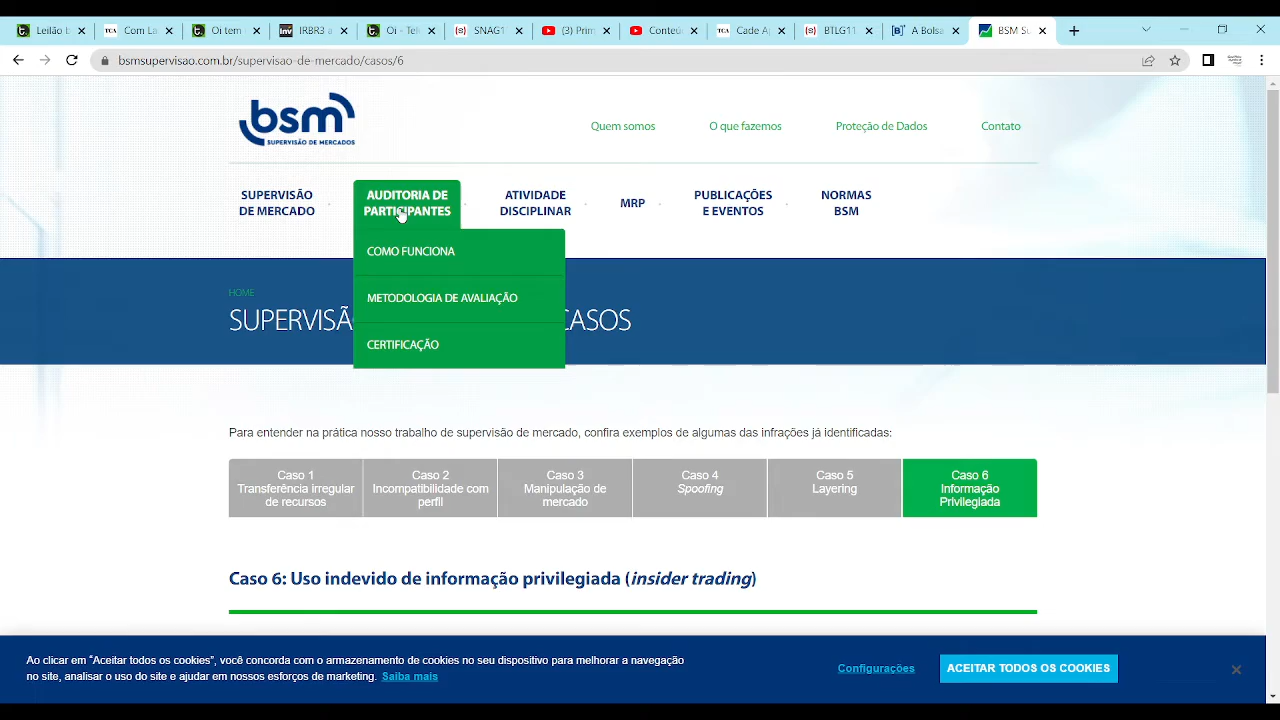 Leilão L
Com La
Oi tem
IRBR3 a
Oi - Tele
SNAG1
(3) Prim
Conteú
Cade Ap
BTLG11
A Bolsa
BSM Su
bsmsupervisao.com.br/supervisao-de-mercado/casos/6
bsm
SUPERVISÃO DE MERCADOS
Quem somos
O que fazemos
Proteção de Dados
Contato
SUPERVISÃO
DE MERCADO
AUDITORIA DE
PARTICIPANTES
ATIVIDADE
DISCIPLINAR
MRP
PUBLICAÇÕES
E EVENTOS
NORMAS
BSM
COMO FUNCIONA
METODOLOGIA DE AVALIAÇÃO
CERTIFICAÇÃO
HOME
SUPERVISÃ CASOS
Para entender na prática nosso trabalho de supervisão de mercado, confira exemplos de algumas das infrações já identificadas:
Caso 1
Transferência irregular
de recursos
Caso 2
Incompatibilidade com
perfil
Caso 3
Manipulação de
mercado
Caso 4
Spoofing
Caso 5
Layering
Caso 6
Informação
Privilegiada
Caso 6: Uso indevido de informação privilegiada (insider trading)
Ao clicar em “Aceitar todos os cookies”, você concorda com o armazenamento de cookies no seu dispositivo para melhorar a navegação
no site, analisar o uso do site e ajudar em nossos esforços de marketing. Saiba mais
Configurações
ACEITAR TODOS OS COOKIES